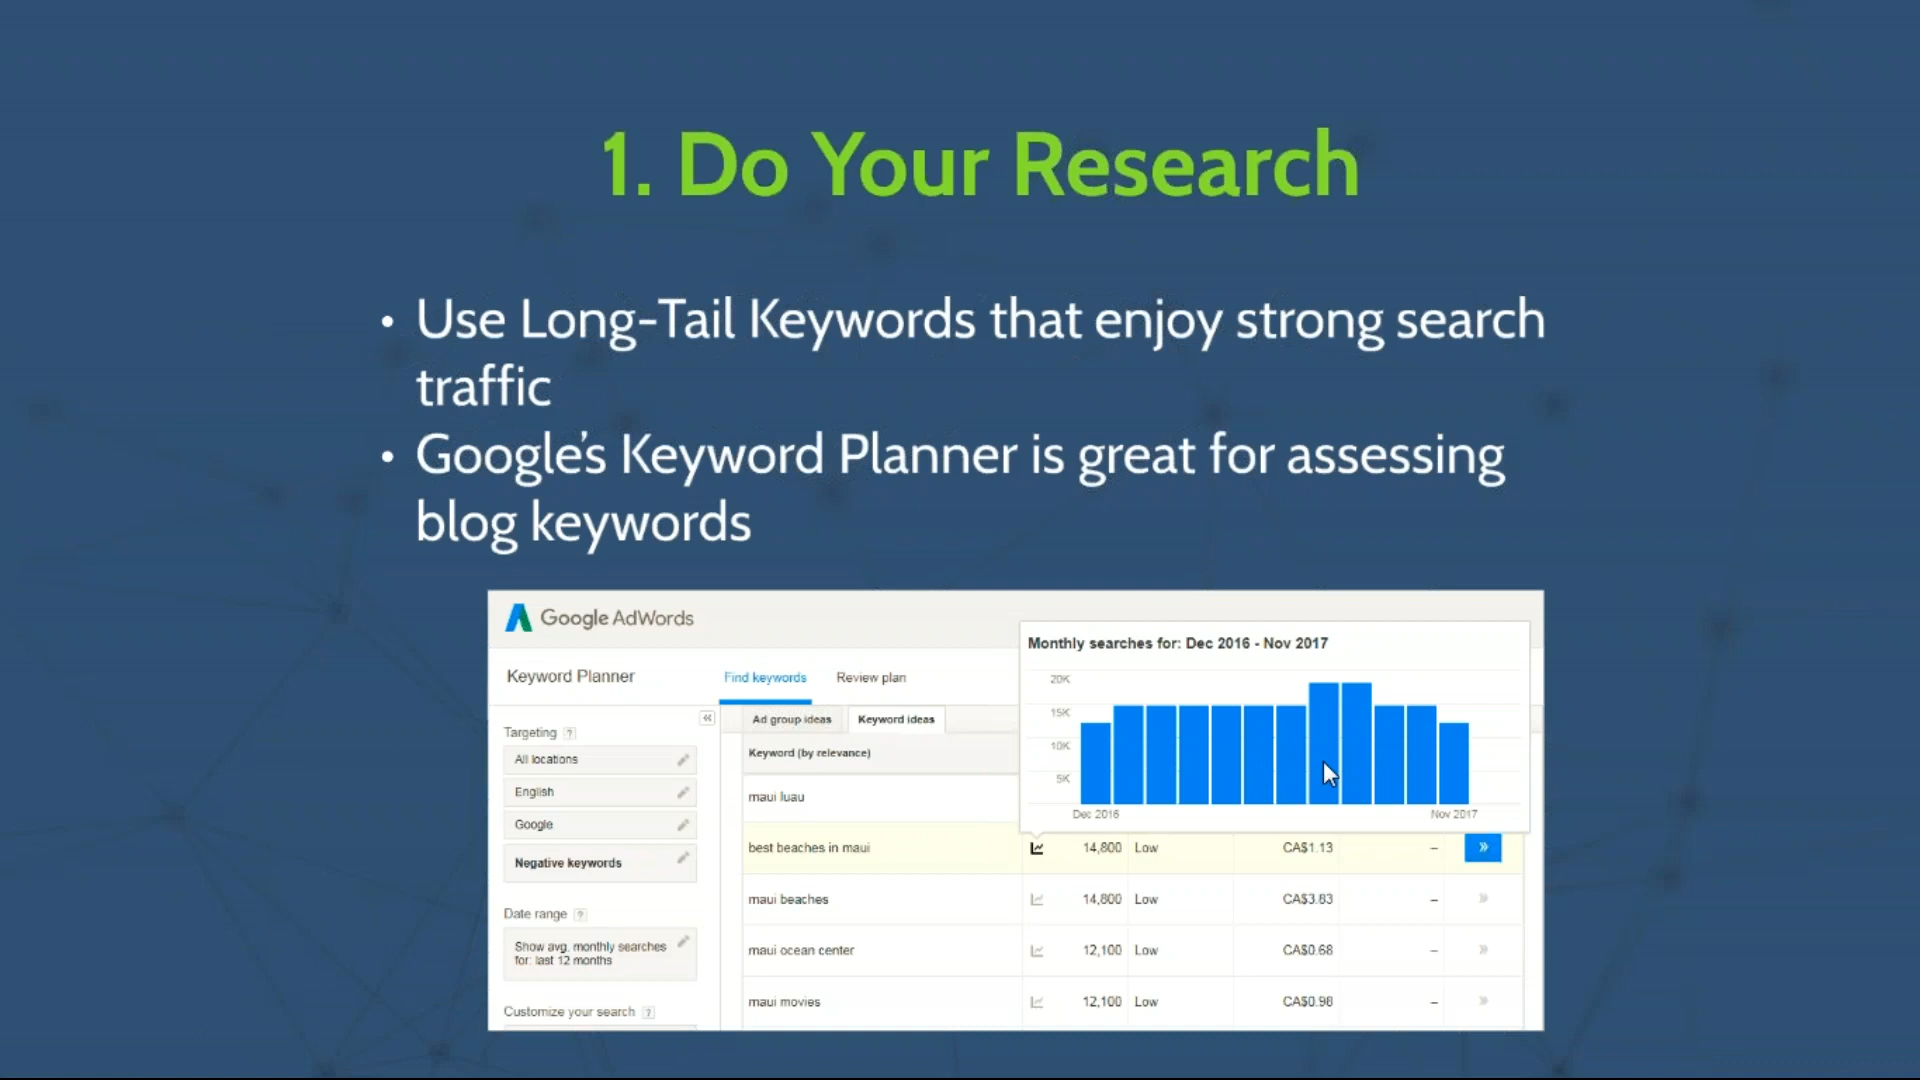 1. Do Your Research
• Use Long-Tail Keywords that enjoy strong search
traffic
• Google's Keyword Planner is great for assessing
blog keywords
Google AdWords
Keyword Planner
Find keywords
Review plan
Monthly searches for: Dec 2016 - Nov 2017
20K
15K
10K
5K
Dec 2016
Nov 2017
«
Ad group ideas
Keyword ideas
Targeting ?
All locations
English
Google
Negative keywords
Date range ?
Show avg. monthly searches
for: last 12 months
Customize your search ?
Keyword (by relevance)
maui luau
best beaches in maui 14,800 Low CA$1.13 – »
maui beaches 14,800 Low CA$3.83 – »
maui ocean center 12,100 Low CA$0.68 – »
maui movies 12,100 Low CA$0.98 – »